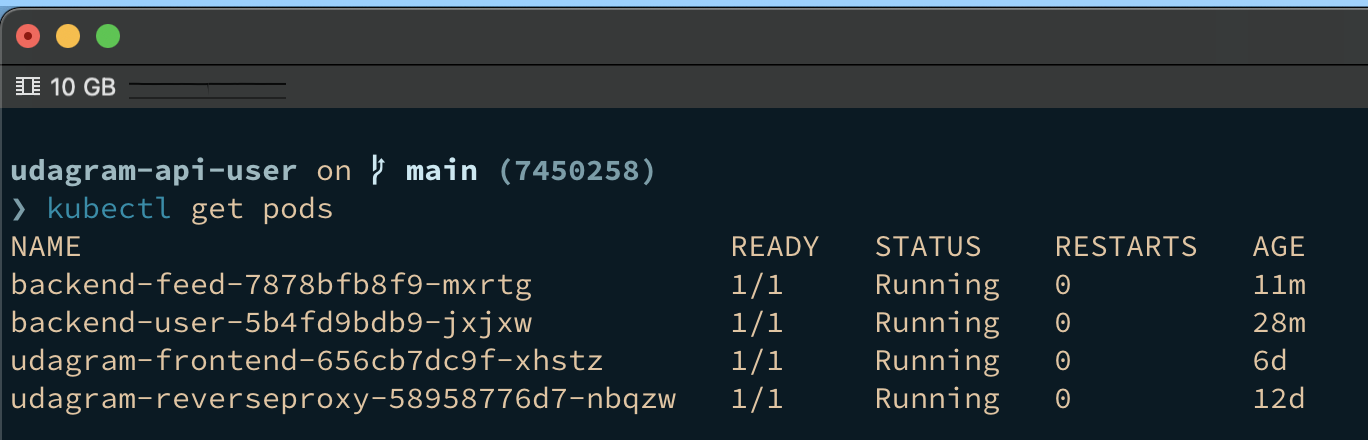 10 GB
udagram-api-user on main (7450258)
❯ kubectl get pods
NAME READY STATUS RESTARTS AGE
backend-feed-7878bfb8f9-mxrtg 1/1 Running 0 11m
backend-user-5b4fd9bdb9-jxjxw 1/1 Running 0 28m
udagram-frontend-656cb7dc9f-xhstz 1/1 Running 0 6d
udagram-reverseproxy-58958776d7-nbqzw 1/1 Running 0 12d